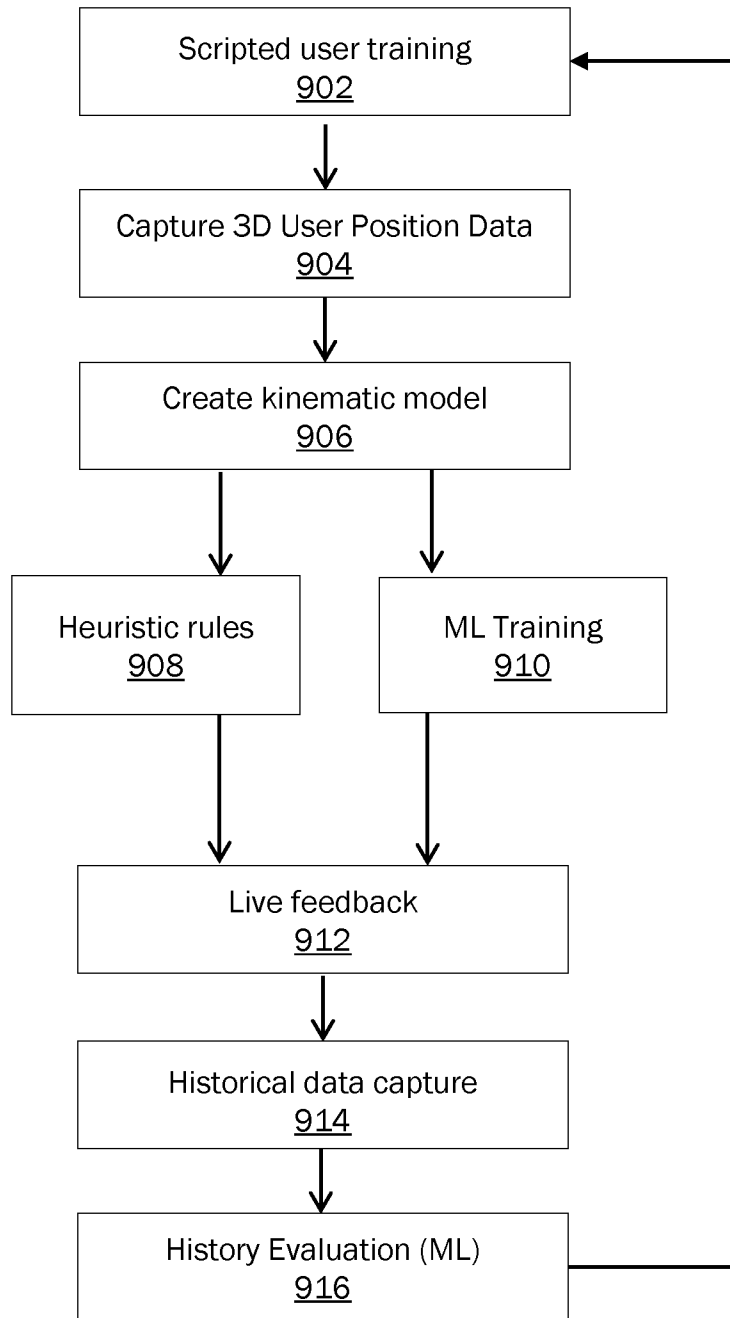 Scripted user training
902
Capture 3D User Position Data
904
Create kinematic model
906
Heuristic rules
908
ML Training
910
Live feedback
912
Historical data capture
914
History Evaluation (ML)
916